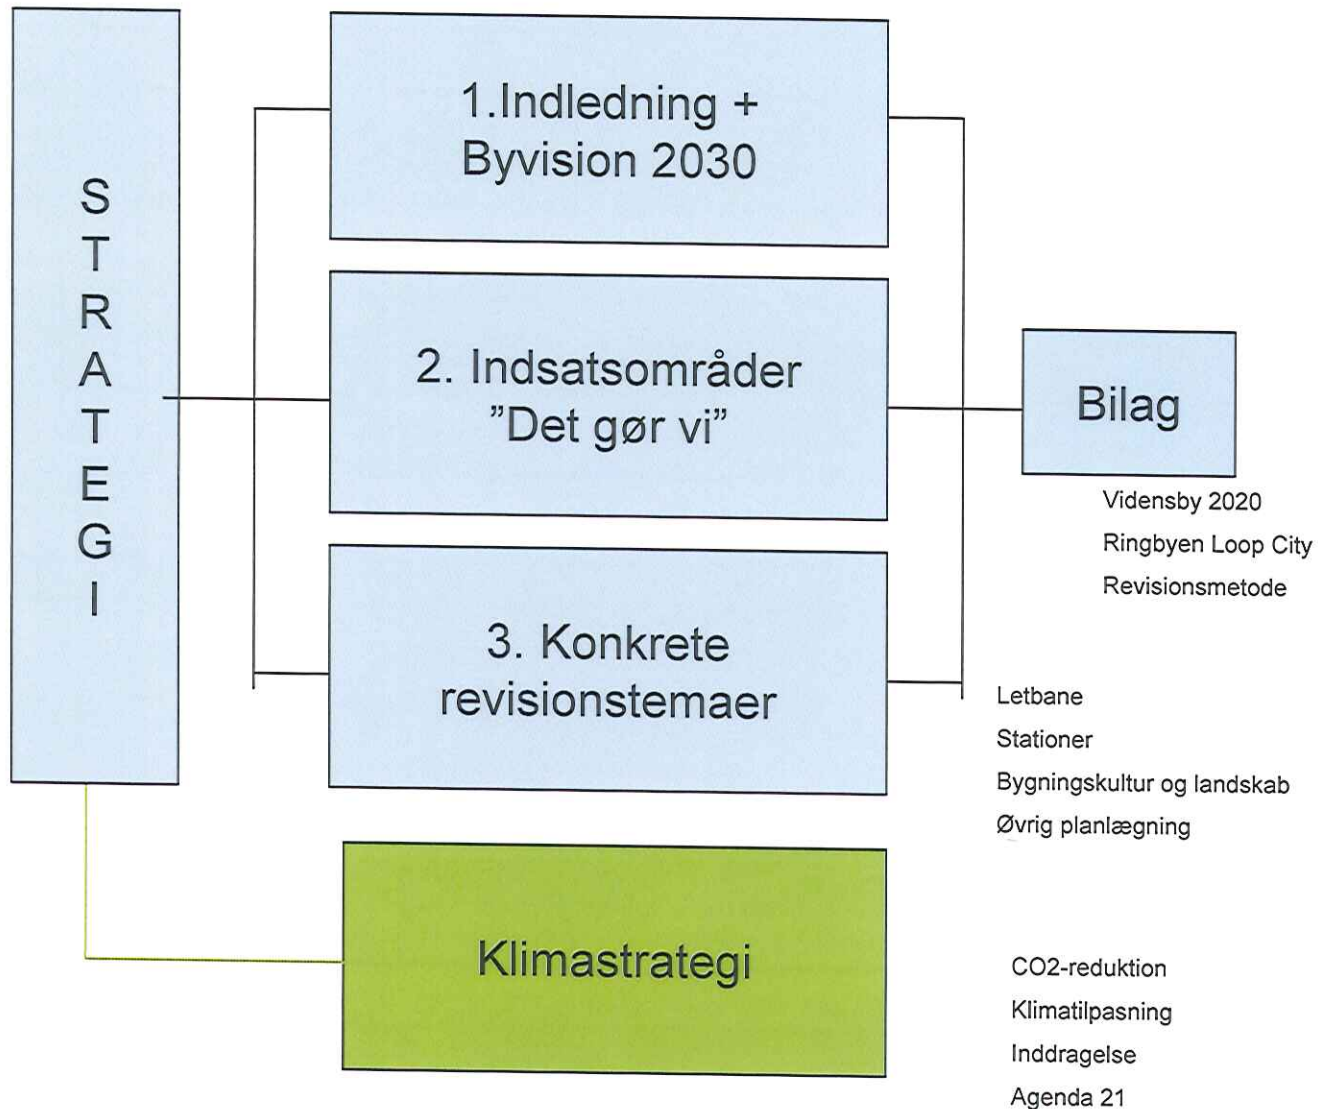 STRATEGI
1.Indledning +
Byvision 2030
2. Indsatsområder
”Det gør vi”
3. Konkrete
revisionstemaer
Bilag
Vidensby 2020
Ringbyen Loop City
Revisionsmetode
Letbane
Stationer
Bygningskultur og landskab
Øvrig planlægning
Klimastrategi
CO2-reduktion
Klimatilpasning
Inddragelse
Agenda 21